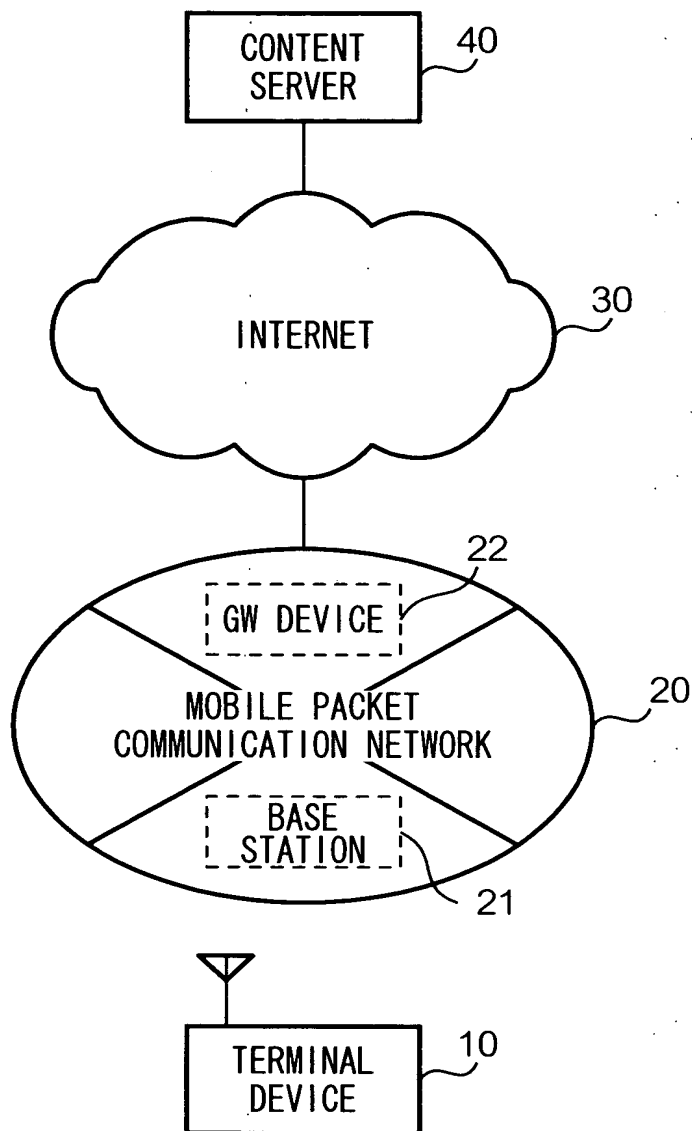 CONTENT
SERVER
40
INTERNET
30
22
GW DEVICE
MOBILE PACKET
COMMUNICATION NETWORK
20
BASE
STATION
21
TERMINAL
DEVICE
10